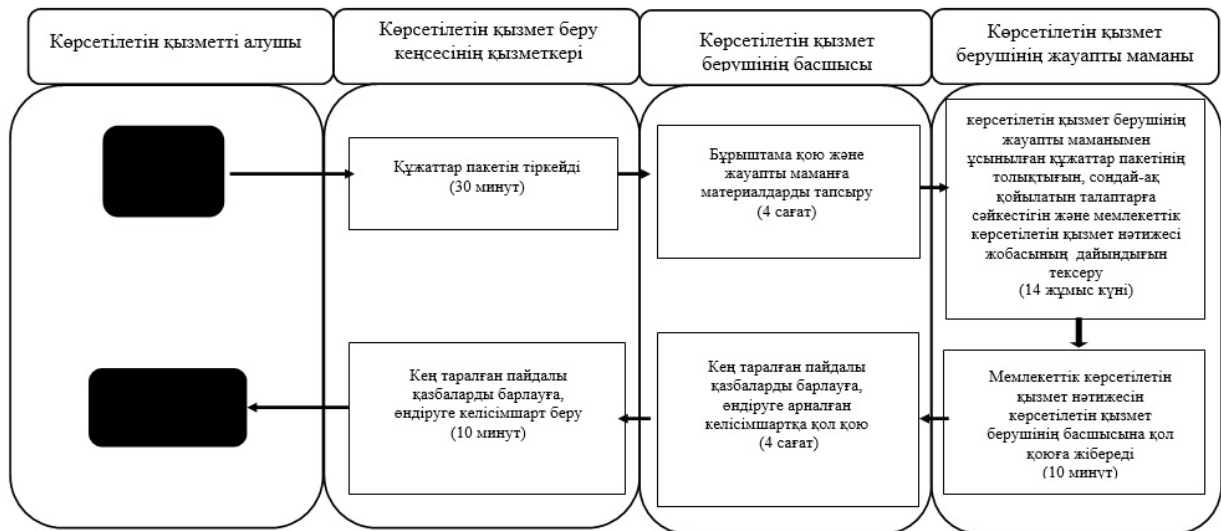 Көрсетілетін қызметті алушы
Көрсетілетін қызмет беру
кеңсесінің қызметкері
Көрсетілетін қызмет
берушінің басшысы
Көрсетілетін қызмет
берушінің жауапты маманы
Құжаттар пакетін тіркейді
(30 минут)
Бұрыштама қою және
жауапты маманға
материалдарды тапсыру
(4 сағат)
көрсетілетін қызмет берушінің
жауапты маманымен
ұсынылған құжаттар пакетінің
толықтығын, сондай-ақ
қойылатын талаптарға
сәйкестігін және мемлекеттік
көрсетілетін қызмет нәтижесі
жобасының дайындығын
тексеру
(14 жұмыс күні)
Кең таралған пайдалы
қазбаларды барлауға,
өндіруге келісімшарт беру
(10 минут)
Кең таралған пайдалы
қазбаларды барлауға,
өндіруге арналған
келісімшартқа қол қою
(4 сағат)
Мемлекеттік көрсетілетін
қызмет нәтижесін
көрсетілетін қызмет
берушінің басшысына қол
қоюға жібереді
(10 минут)